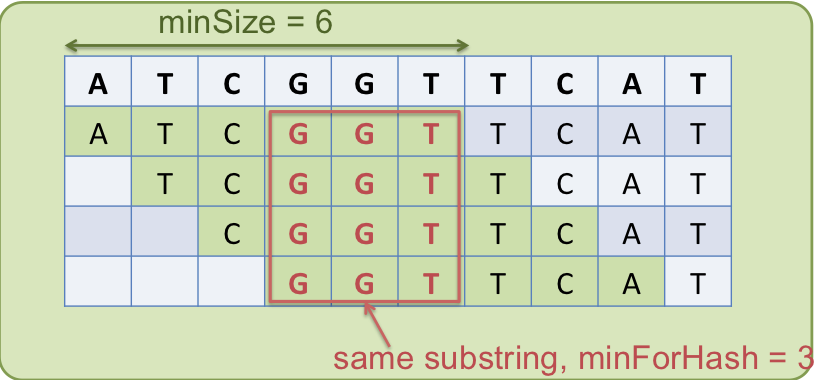 minSize = 6
A T C G G T T C A T
A T C G G T T C A T
T C G G T T C A T
C G G T T C A T
G G T T C A T
same substring, minForHash = 3